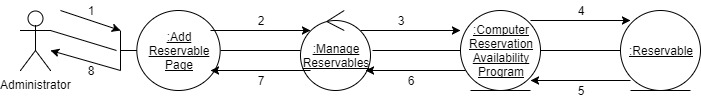 1
2
3
4
:Add
Reservable
Page
:Manage
Reservables
:Computer
Reservation
Availability
Program
:Reservable
8
7
6
5
Administrator